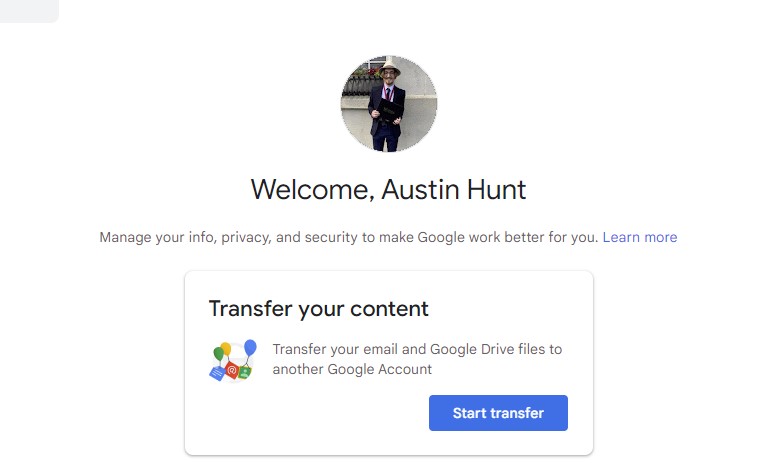 Welcome, Austin Hunt
Manage your info, privacy, and security to make Google work better for you. Learn more
Transfer your content
Transfer your email and Google Drive files to
another Google Account
Start transfer